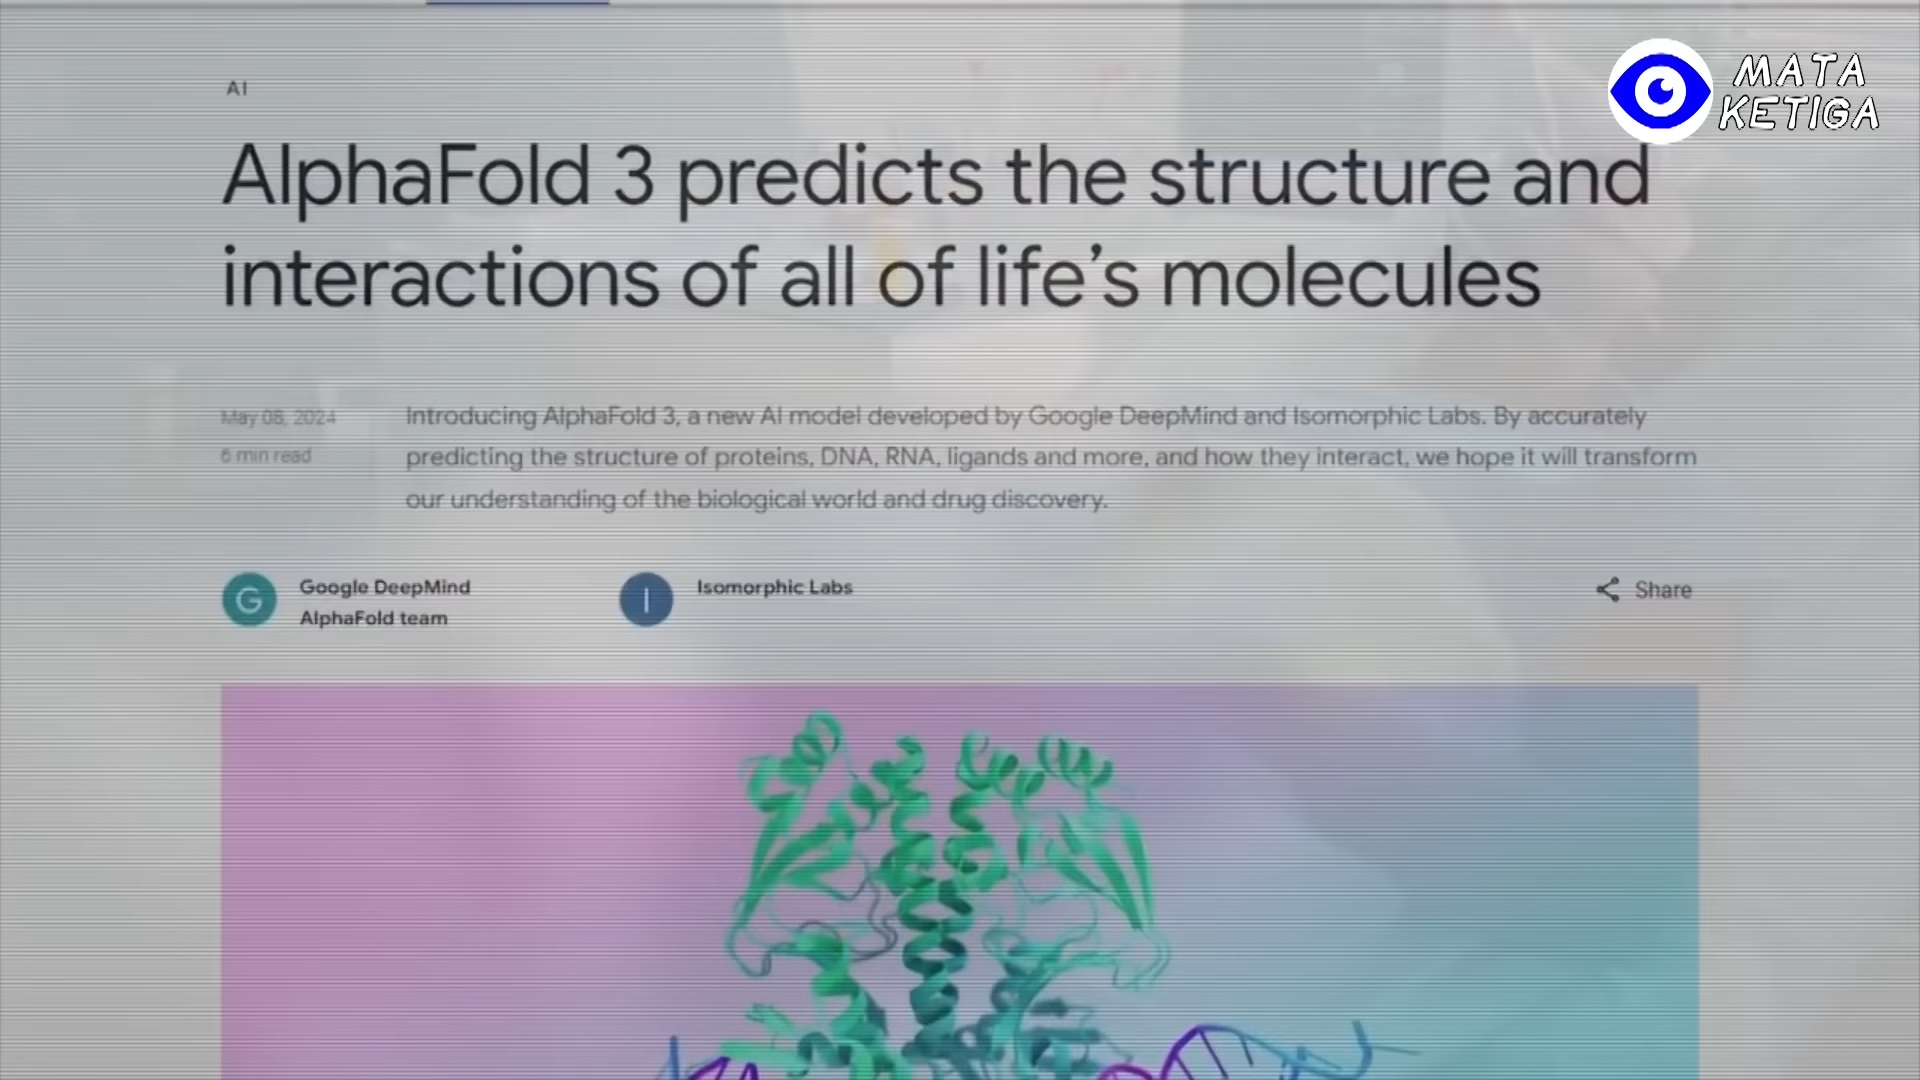 MATA
KETIGA
AI
AlphaFold 3 predicts the structure and
interactions of all of life’s molecules
May 08, 2024
6 min read
Introducing AlphaFold 3, a new AI model developed by Google DeepMind and Isomorphic Labs. By accurately
predicting the structure of proteins, DNA, RNA, ligands and more, and how they interact, we hope it will transform
our understanding of the biological world and drug discovery.
G
Google DeepMind
AlphaFold team
I
Isomorphic Labs
Share